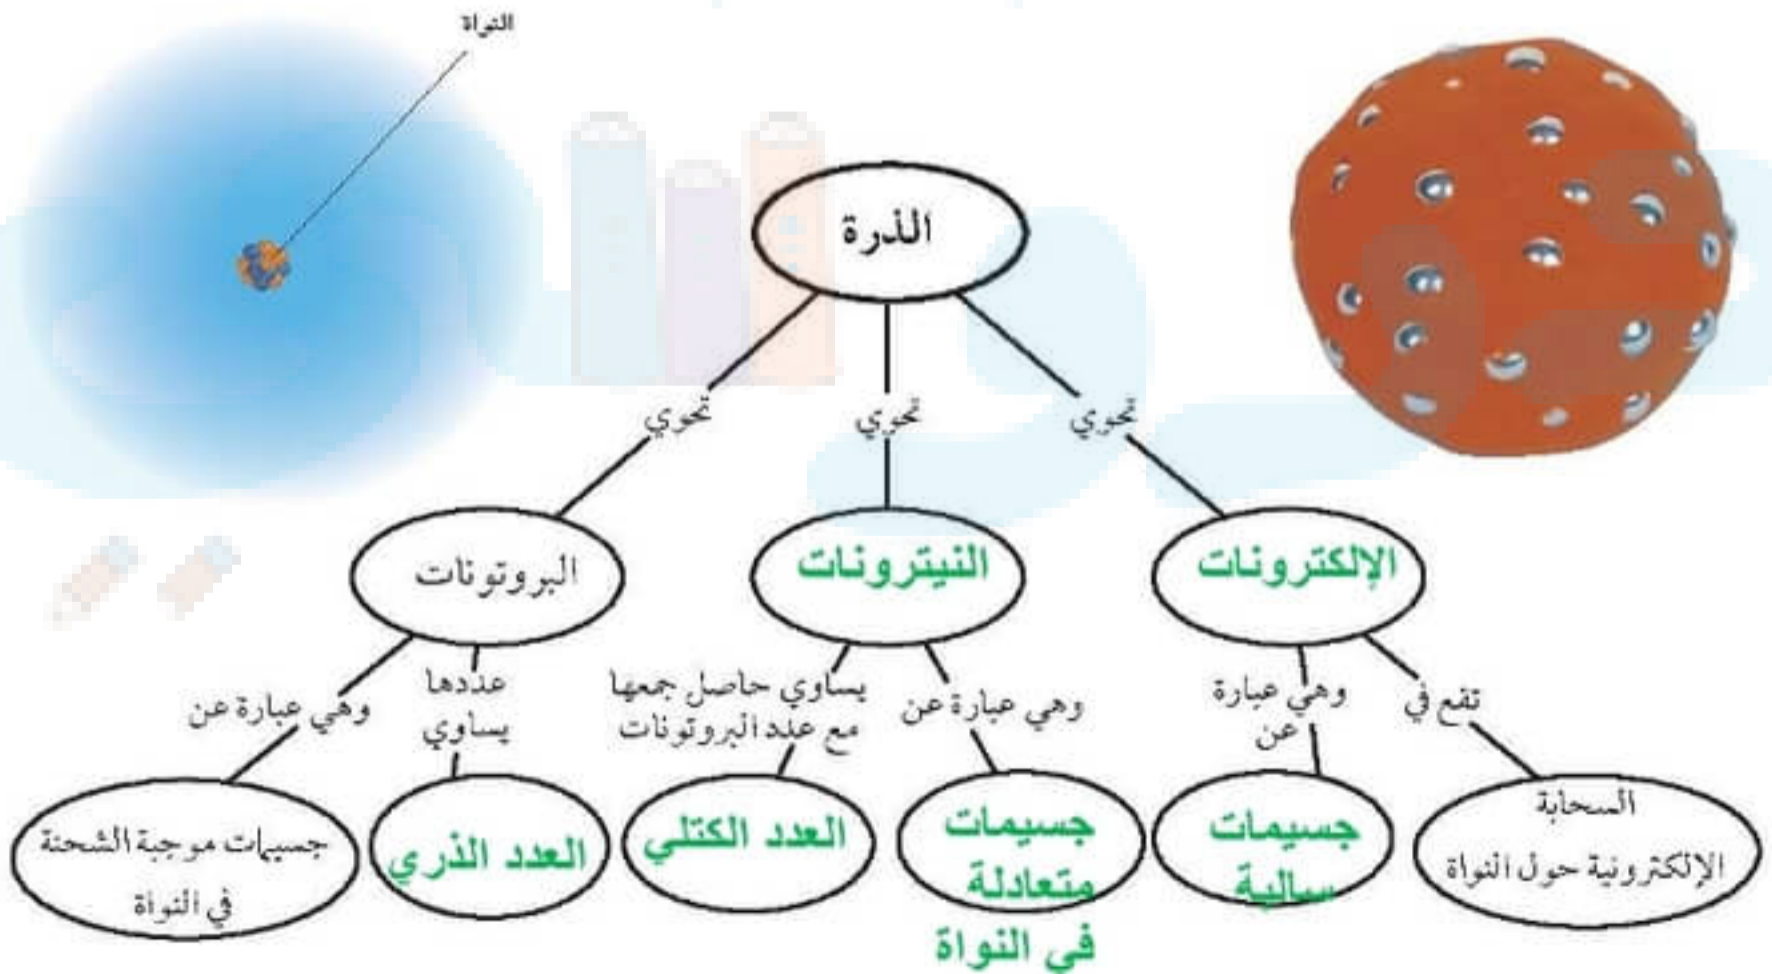 النواة
الذرة
تحوي
تحوي
تحوي
الإلكترونات
النيترونات
البروتونات
تقع في
وهي عبارة
عن
وهي عبارة عن
يساوي حاصل جمعها
مع عدد البروتونات
عددها
يساوي
وهي عبارة عن
السحابة
الإلكترونية حول النواة
جسيمات
سالبة
جسيمات
متعادلة
في النواة
العدد الكتلي
العدد الذري
جسيمات موجبة الشحنة
في النواة